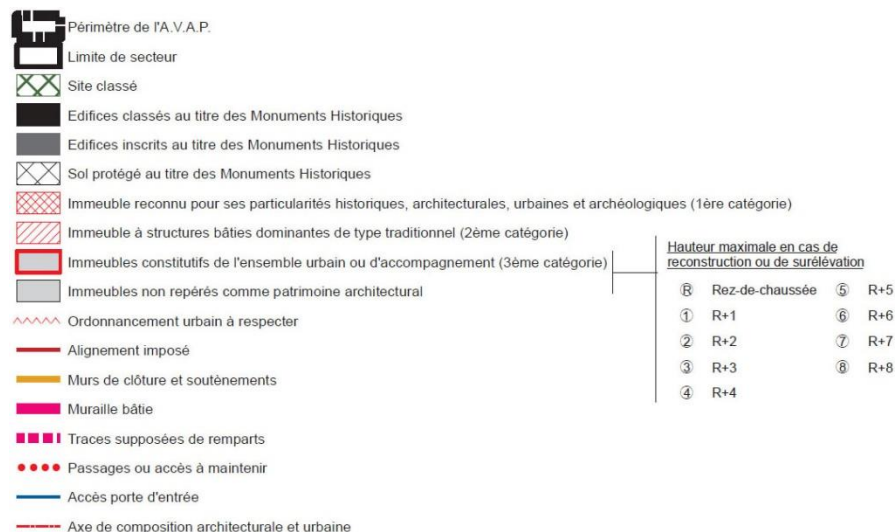 Périmètre de l'A.V.A.P.
Limite de secteur
Site classé
Edifices classés au titre des Monuments Historiques
Edifices inscrits au titre des Monuments Historiques
Sol protégé au titre des Monuments Historiques
Immeuble reconnu pour ses particularités historiques, architecturales, urbaines et archéologiques (1ère catégorie)
Immeuble à structures bâties dominantes de type traditionnel (2ème catégorie)
Immeubles constitutifs de l'ensemble urbain ou d'accompagnement (3ème catégorie)
Immeubles non repérés comme patrimoine architectural
Ordonnancement urbain à respecter
Alignement imposé
Murs de clôture et soutènements
Muraille bâtie
Traces supposées de remparts
Passages ou accès à maintenir
Accès porte d'entrée
Axe de composition architecturale et urbaine
Hauteur maximale en cas de
reconstruction ou de surélévation
Ⓡ Rez-de-chaussée ⑤ R+5
① R+1 ⑥ R+6
② R+2 ⑦ R+7
③ R+3 ⑧ R+8
④ R+4